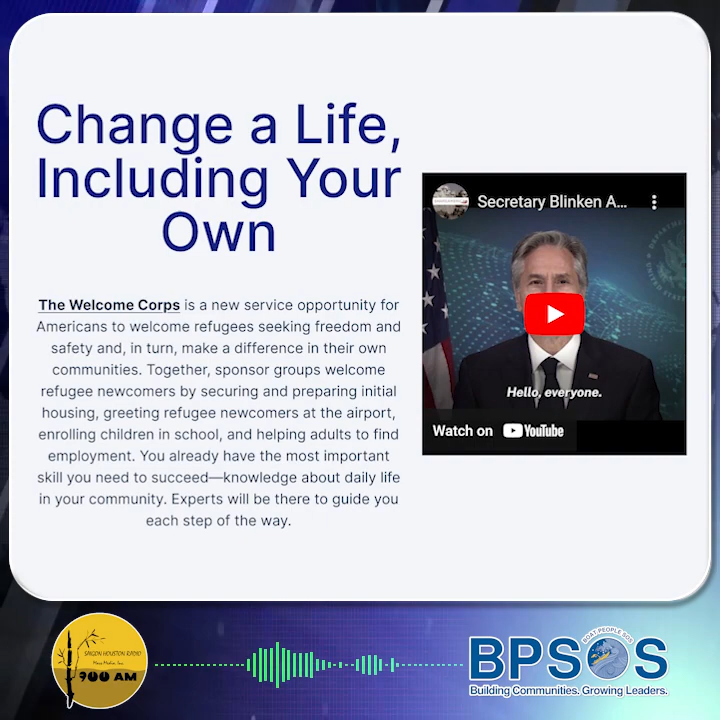 Change a Life,
Including Your
Own
The Welcome Corps is a new service opportunity for
Americans to welcome refugees seeking freedom and
safety and, in turn, make a difference in their own
communities. Together, sponsor groups welcome
refugee newcomers by securing and preparing initial
housing, greeting refugee newcomers at the airport,
enrolling children in school, and helping adults to find
employment. You already have the most important
skill you need to succeed—knowledge about daily life
in your community. Experts will be there to guide you
each step of the way.
Secretary Blinken A...
Hello, everyone.
Watch on YouTube
SAIGON HOUSTON RADIO
900 AM
BOAT PEOPLE SOS
BPSOS
Building Communities. Growing Leaders.